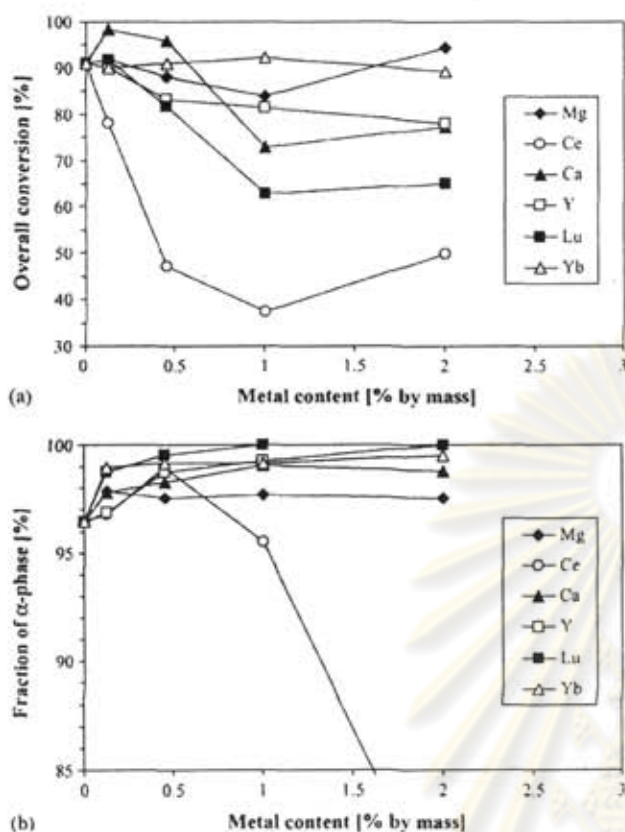 100
90
80
70
60
50
40
30
Overall conversion [%]
0 0.5 1 1.5 2 2.5 3
Mg
Ce
Ca
Y
Lu
Yb
(a) Metal content [% by mass]
100
95
90
85
Fraction of α-phase [%]
0 0.5 1 1.5 2 2.5 3
Mg
Ce
Ca
Y
Lu
Yb
(b) Metal content [% by mass]